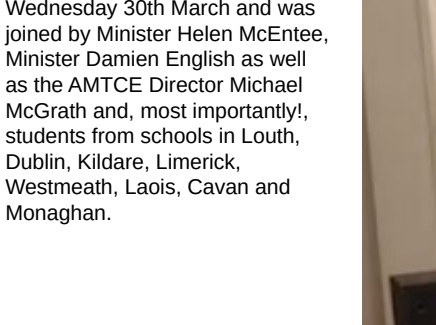 Wednesday 30th March and was
joined by Minister Helen McEntee,
Minister Damien English as well
as the AMTCE Director Michael
McGrath and, most importantly!,
students from schools in Louth,
Dublin, Kildare, Limerick,
Westmeath, Laois, Cavan and
Monaghan.